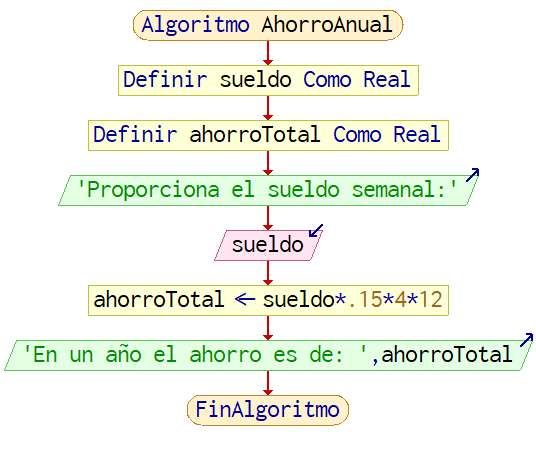 Algoritmo AhorroAnual
Definir sueldo Como Real
Definir ahorroTotal Como Real
'Proporciona el sueldo semanal:'
sueldo
ahorroTotal ← sueldo*.15*4*12
'En un año el ahorro es de: ',ahorroTotal
FinAlgoritmo